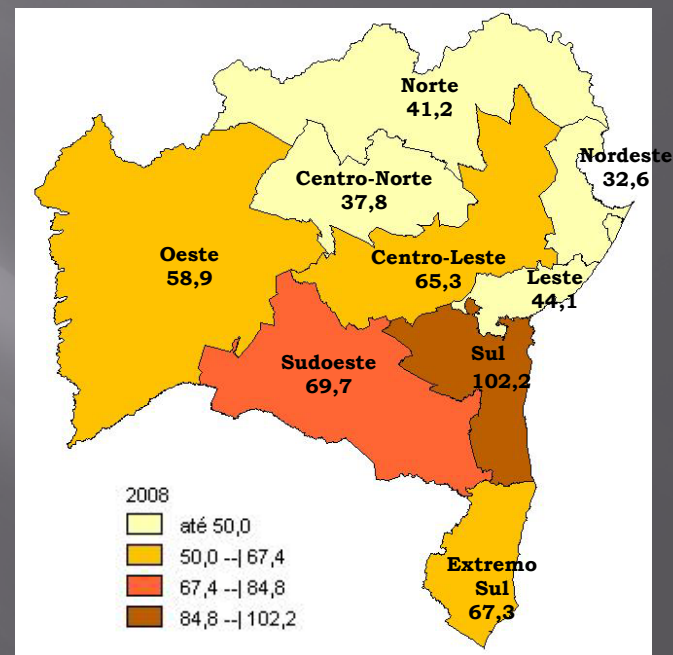 Norte
41,2
Nordeste
32,6
Centro-Norte
37,8
Oeste
58,9
Centro-Leste
65,3
Leste
44,1
Sudoeste
69,7
Sul
102,2
Extremo
Sul
67,3
2008
até 50,0
50,0 --| 67,4
67,4 --| 84,8
84,8 --| 102,2